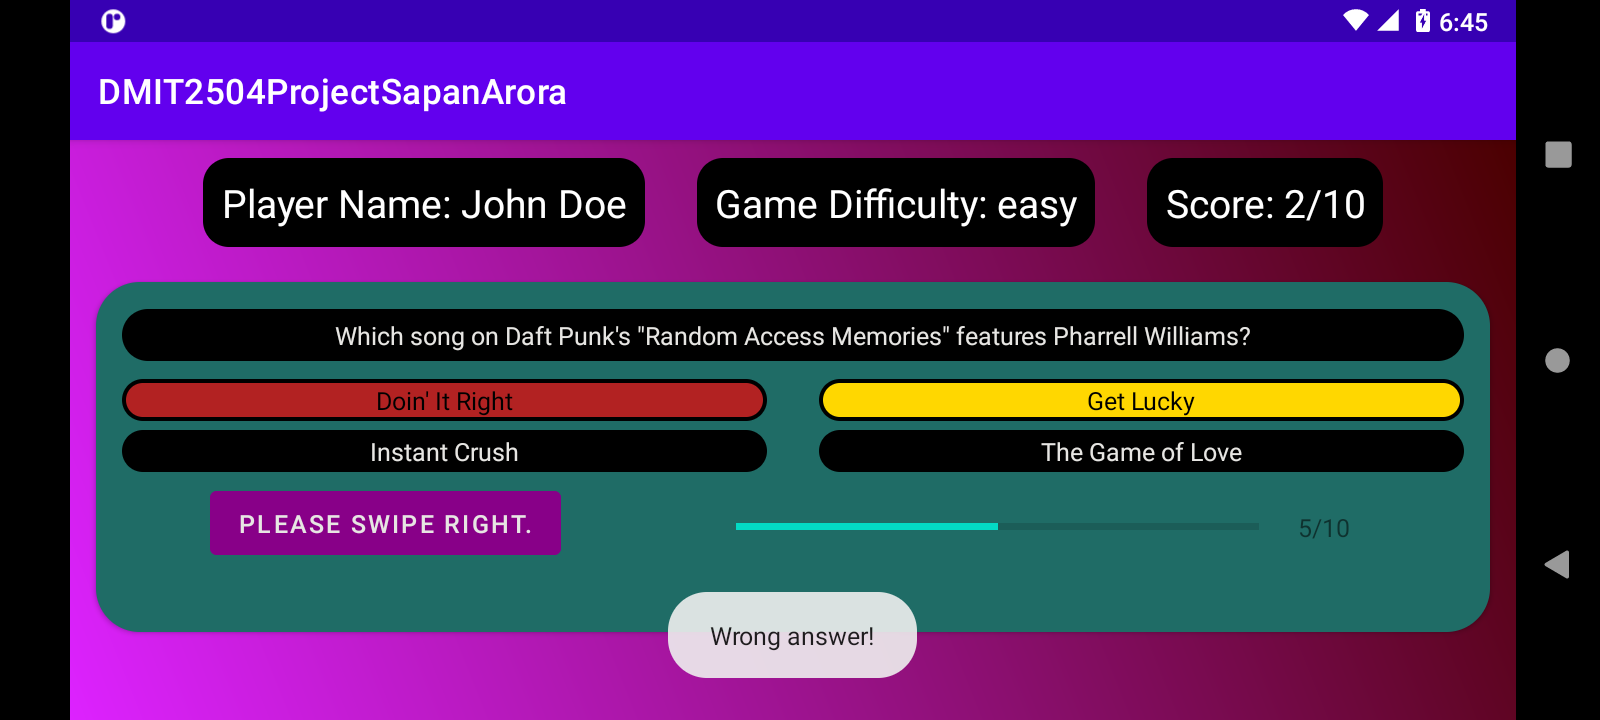 6:45
DMIT2504ProjectSapanArora
Player Name: John Doe
Game Difficulty: easy
Score: 2/10
Which song on Daft Punk's "Random Access Memories" features Pharrell Williams?
Doin' It Right
Get Lucky
Instant Crush
The Game of Love
PLEASE SWIPE RIGHT.
5/10
Wrong answer!